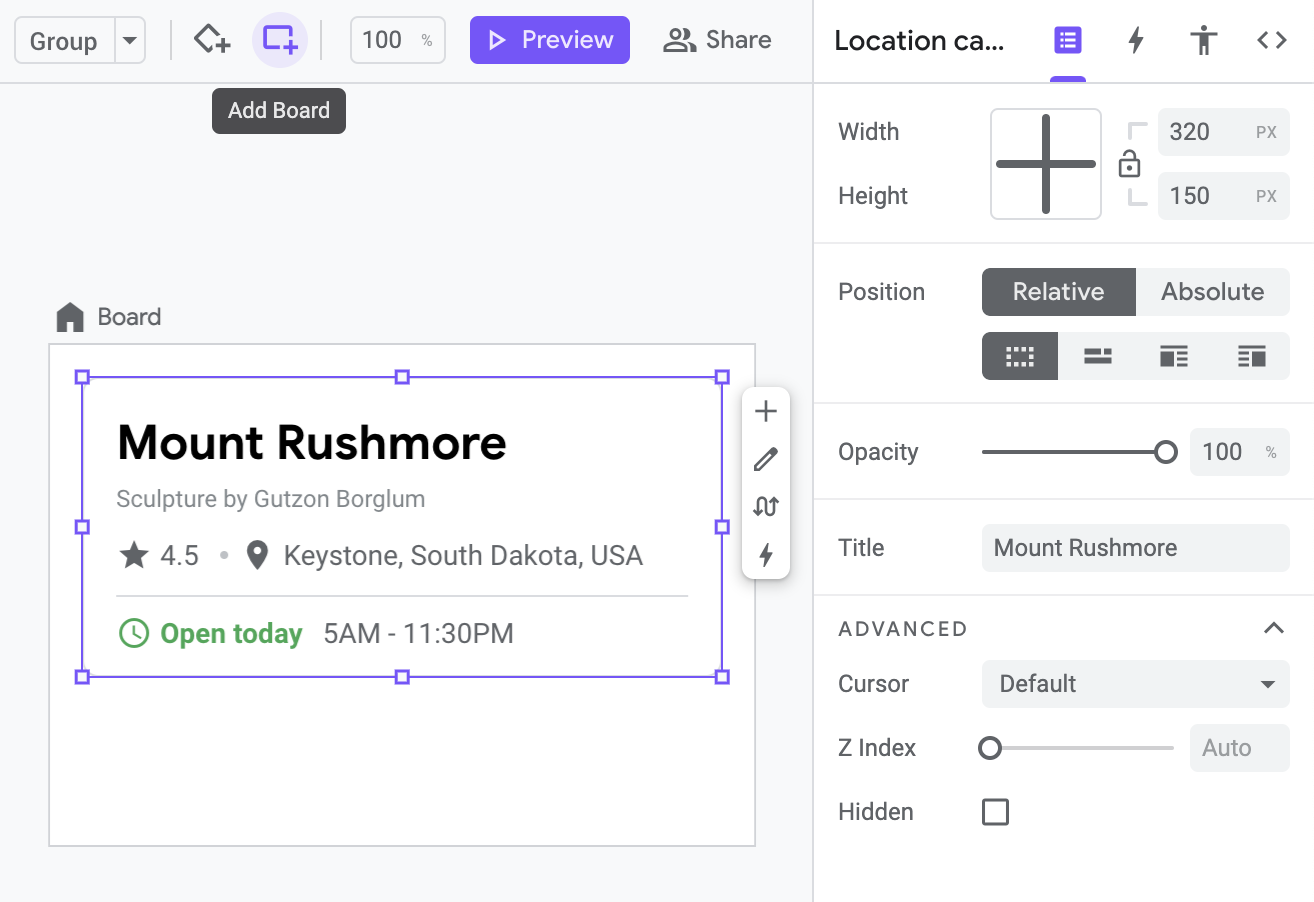 Group
100 %
Preview
Share
Location ca...
Add Board
Width
320 PX
Height
150 PX
Position
Relative
Absolute
Board
Mount Rushmore
Sculpture by Gutzon Borglum
4.5 • Keystone, South Dakota, USA
Open today 5AM - 11:30PM
Opacity
100 %
Title
Mount Rushmore
ADVANCED
Cursor
Default
Z Index
Auto
Hidden